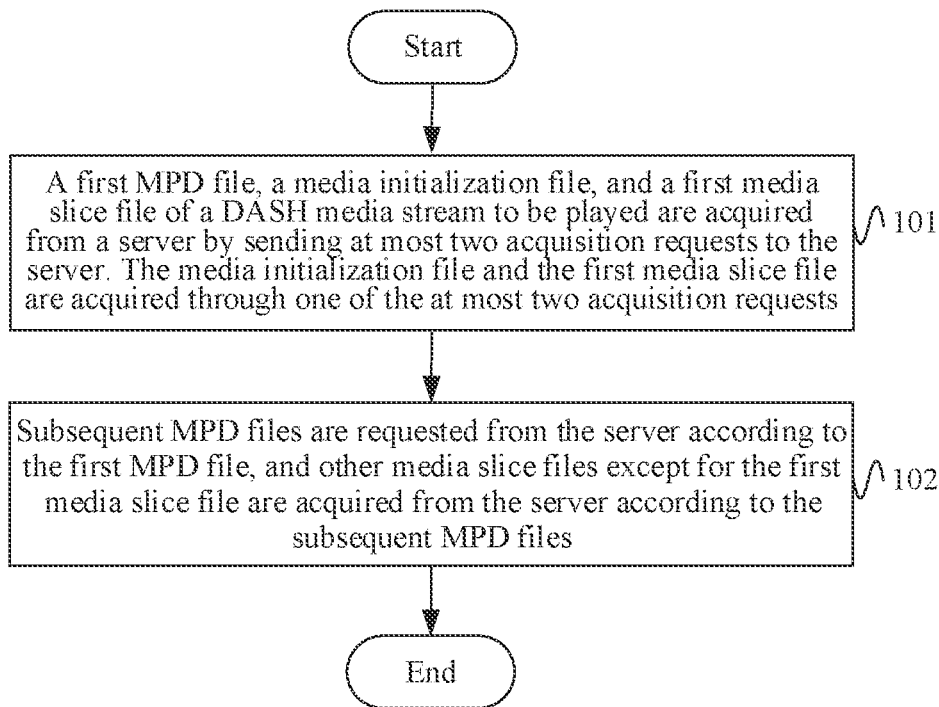 Start
A first MPD file, a media initialization file, and a first media
slice file of a DASH media stream to be played are acquired
from a server by sending at most two acquisition requests to the
server. The media initialization file and the first media slice file
are acquired through one of the at most two acquisition requests
101
Subsequent MPD files are requested from the server according to
the first MPD file, and other media slice files except for the first
media slice file are acquired from the server according to the
subsequent MPD files
102
End